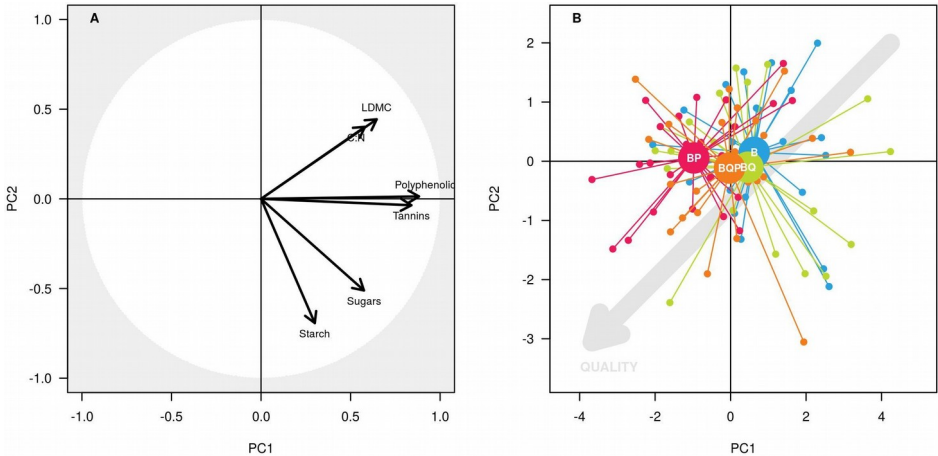 A
1.0
0.5
0.0
-0.5
-1.0
PC2
LDMC
C:N
Polyphenolic
Tannins
Sugars
Starch
-1.0
-0.5
0.0
0.5
1.0
PC1
B
2
1
0
-1
-2
-3
PC2
BP
BQP
BQ
B
QUALITY
-4
-2
0
2
4
PC1